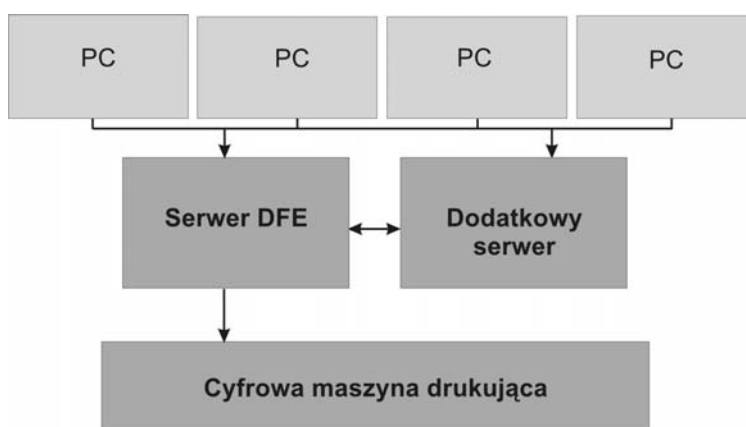 PC
PC
PC
PC
Serwer DFE
Dodatkowy
serwer
Cyfrowa maszyna drukująca